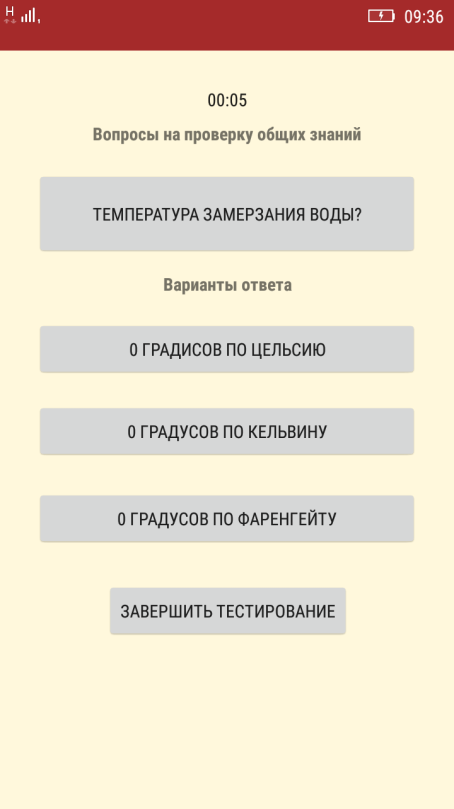 H
09:36
00:05
Вопросы на проверку общих знаний
ТЕМПЕРАТУРА ЗАМЕРЗАНИЯ ВОДЫ?
Варианты ответа
0 ГРАДИСОВ ПО ЦЕЛЬСИЮ
0 ГРАДУСОВ ПО КЕЛЬВИНУ
0 ГРАДУСОВ ПО ФАРЕНГЕЙТУ
ЗАВЕРШИТЬ ТЕСТИРОВАНИЕ